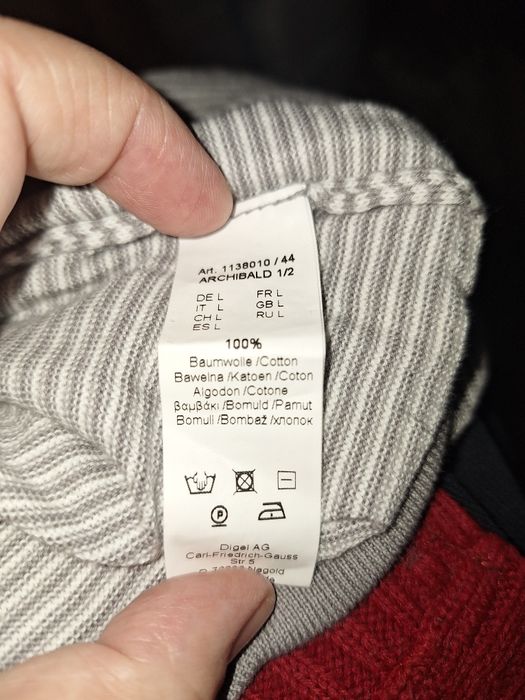 Art. 1138010 / 44
ARCHIBALD 1/2
DE L FR L
IT L GB L
CH L RU L
ES L
100%
Baumwolle /Cotton
Bawełna /Katoen /Coton
Algodon /Cotone
βαμβάκι /Bomuld /Pamut
Bomull /Bombaž /хлопок
P
Digel AG
Carl-Friedrich-Gauss
Str 5
Nagold